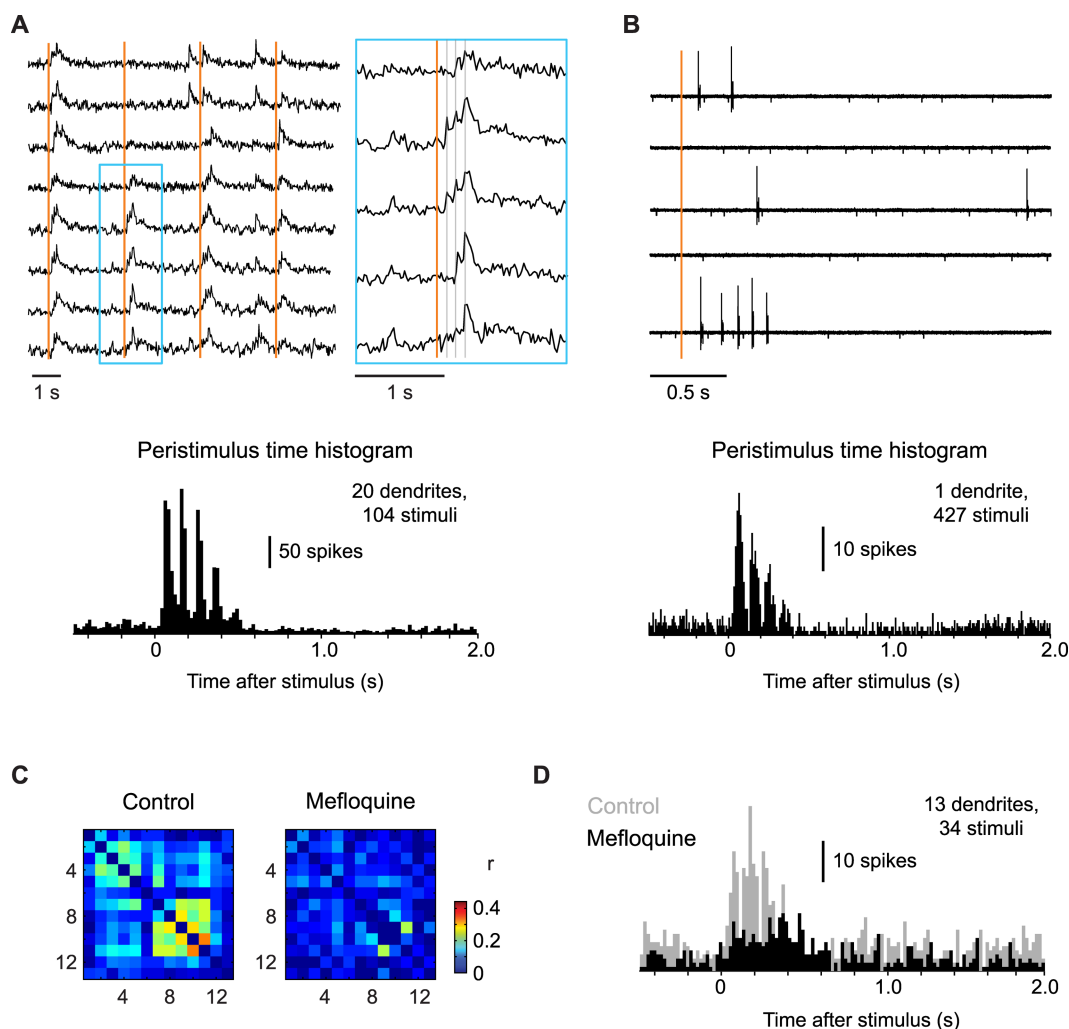 A
B
1 s
1 s
0.5 s
Peristimulus time histogram
20 dendrites,
104 stimuli
50 spikes
0
1.0
2.0
Time after stimulus (s)
Peristimulus time histogram
1 dendrite,
427 stimuli
10 spikes
0
1.0
2.0
Time after stimulus (s)
C
Control
Mefloquine
4
8
12
4
8
12
4
8
12
4
8
12
r
0.4
0.2
0
D
Control
Mefloquine
13 dendrites,
34 stimuli
10 spikes
0
1.0
2.0
Time after stimulus (s)